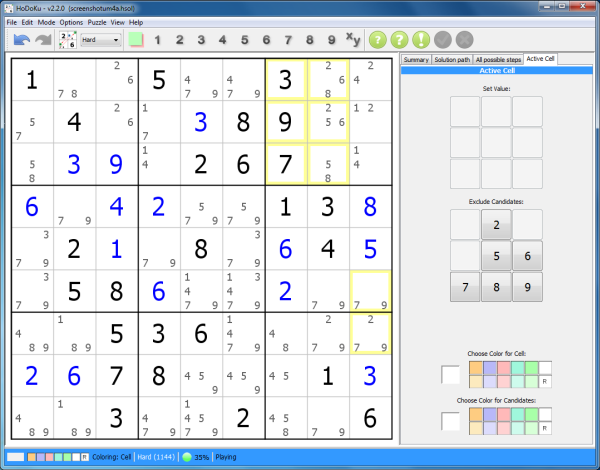 HoDoKu - v2.2.0 (screenshotum4a.hsol)
File Edit Mode Options Puzzle View Help
2 3 6 Hard 1 2 3 4 5 6 7 8 9 xy ? ? !
Summary Solution path All possible steps Active Cell
Active Cell
Set Value:
2 2 2
1 6 5 4 4 3 6 4
7 8 7 9 7 9 8
1 2 1 2
5 4 6 3 8 9 5 6
7 7
1 1
5 3 9 4 2 6 7 5 4
8 8
6 4 2 5 5 1 3 8
7 9 7 9 7 9
Exclude Candidates:
2
5 6
7 8 9
3 3
2 1 8 6 4 5
7 9 7 9 7 9
3 1 1 3
5 8 6 4 4 2
7 9 7 9 7 9 7 9 7 9
1 1 2 2
4 5 3 6 4
8 9 8 9 7 9 8 9 7 9 7 9
2 6 7 8 4 5 4 5 4 5 1 3
9 9
1 1
4 3 4 4 5 2 4 5 6
8 9 8 9 7 9 7 9 8 7 9
Choose Color for Cell:
R
Choose Color for Candidates:
R
R Coloring: Cell Hard (1144) 35% Playing